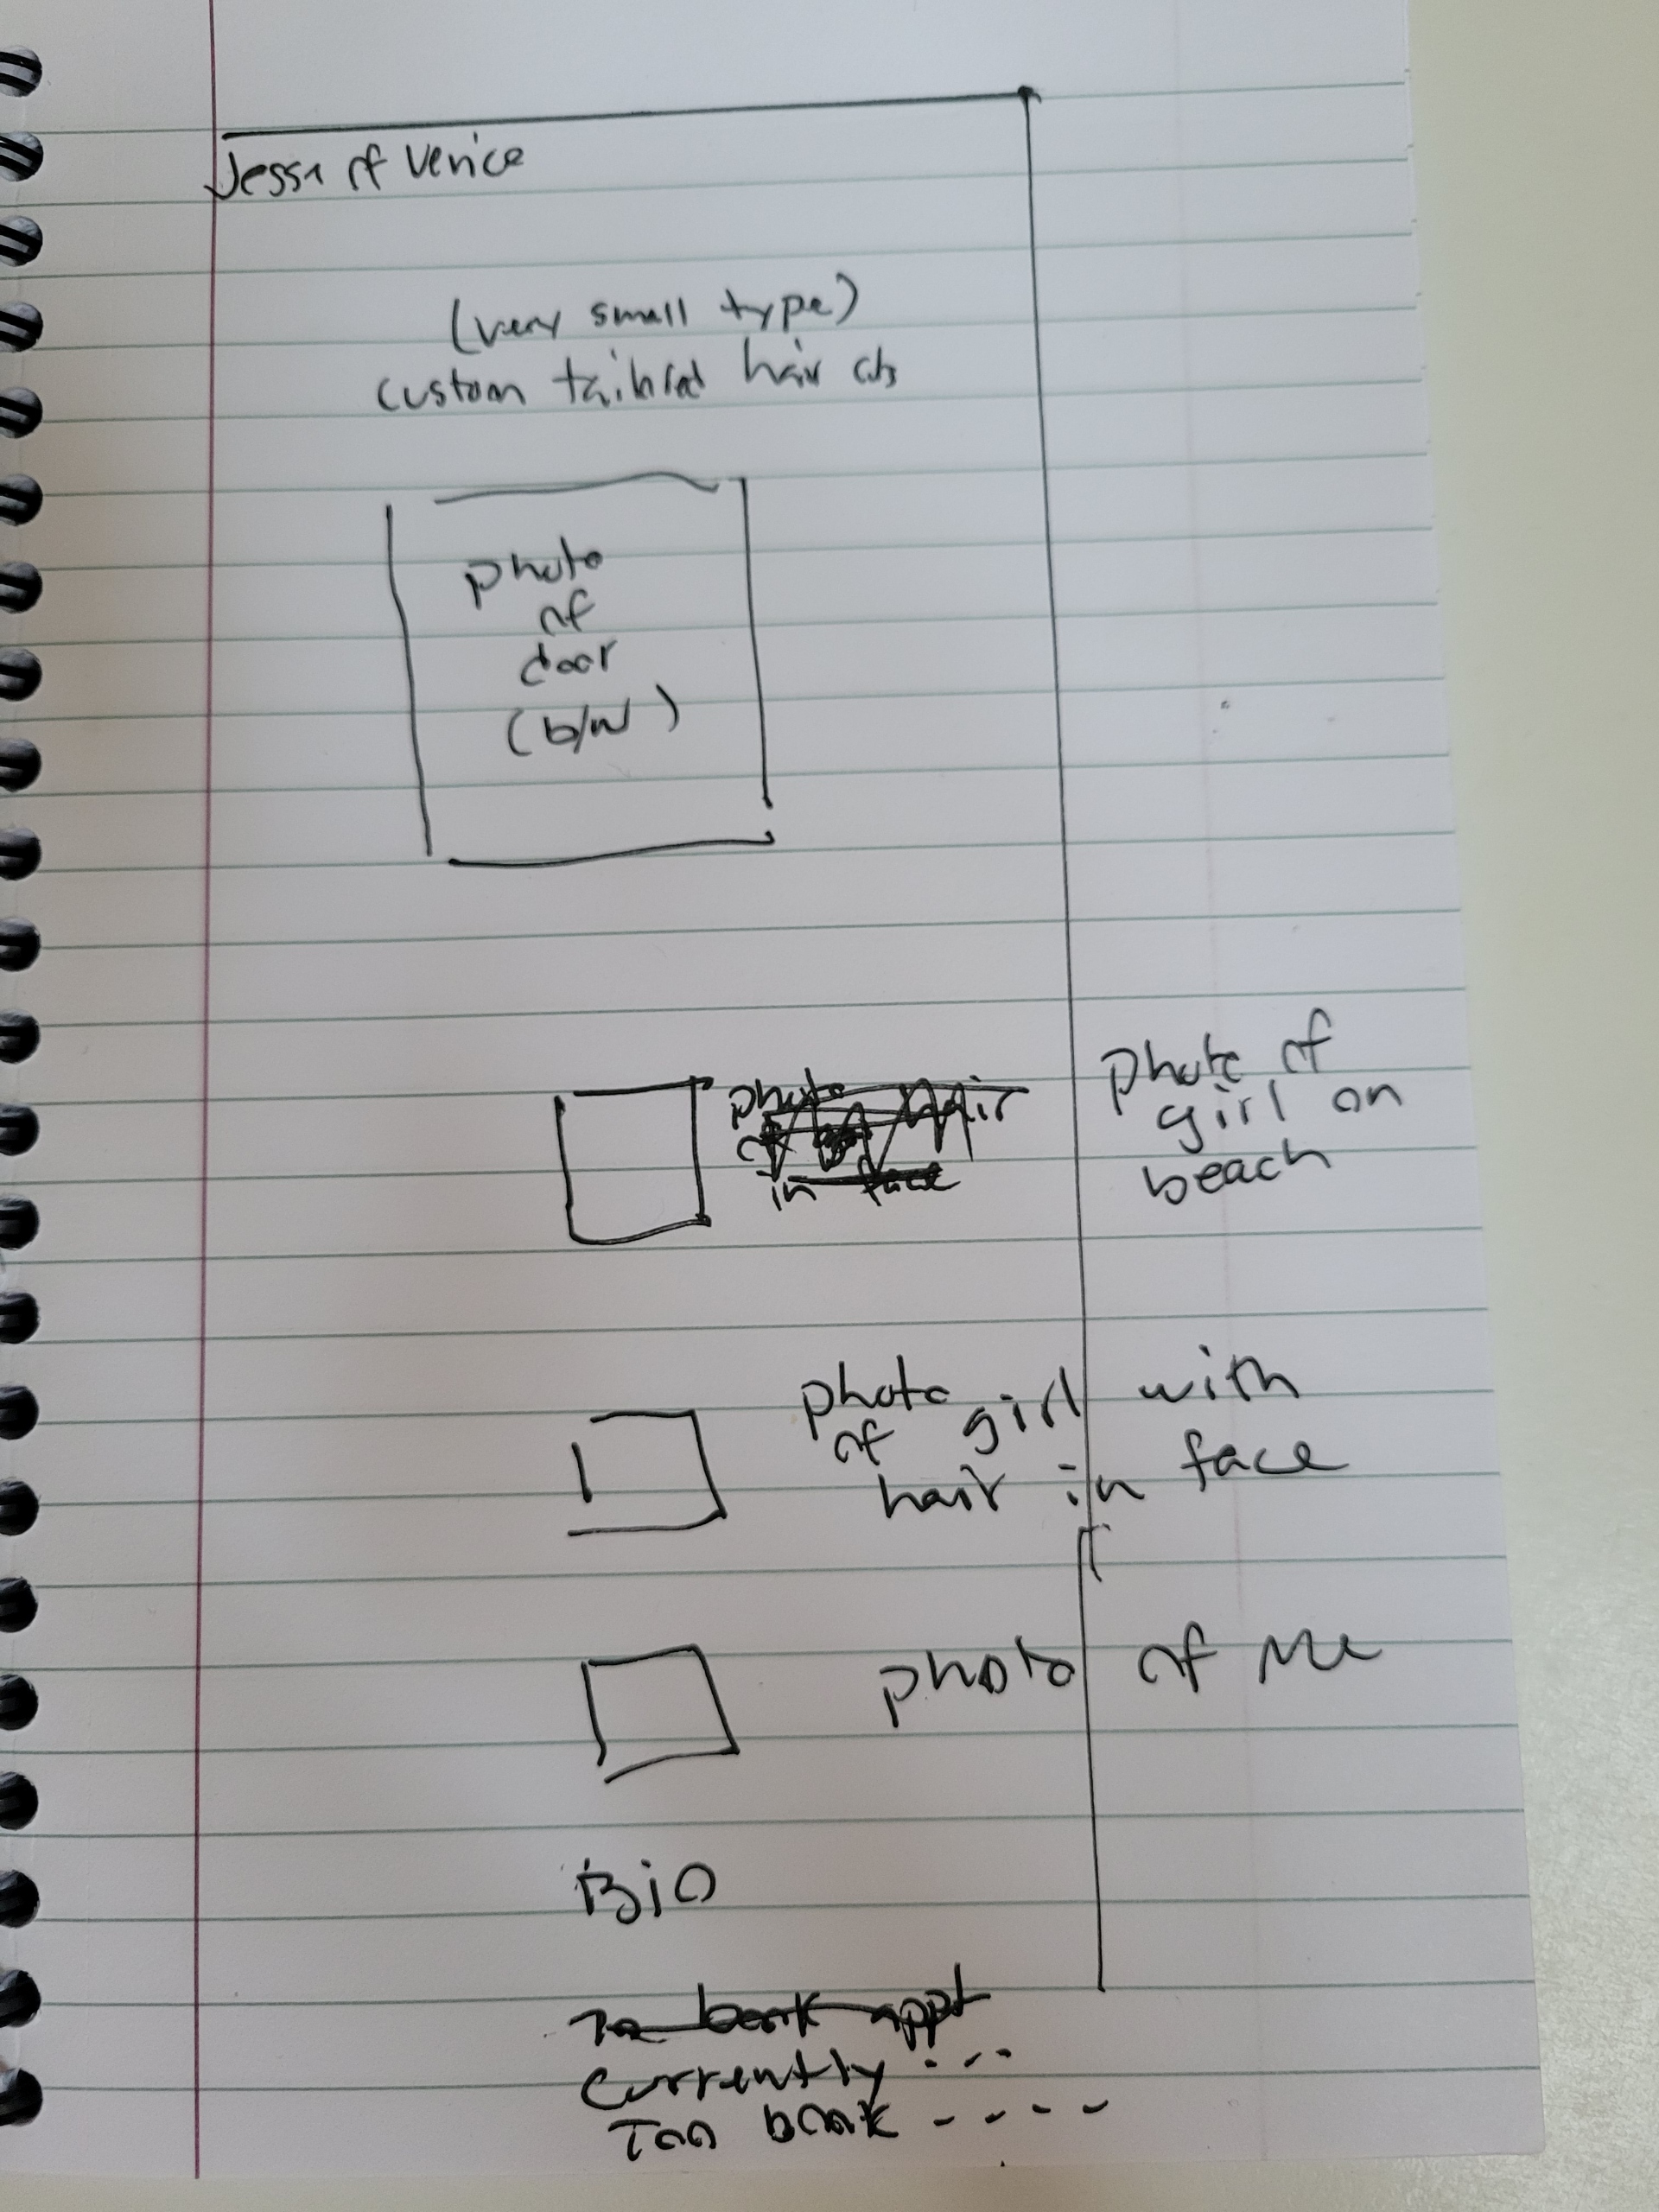 Jessa of Venice
(very small type)
custom tailored hair cuts
photo
of
door
(b/w)
photo hair
in face
photo of
girl on
beach
photo
of girl with
hair in face
photo of me
Bio
To book appt
Currently ...
Too book ----